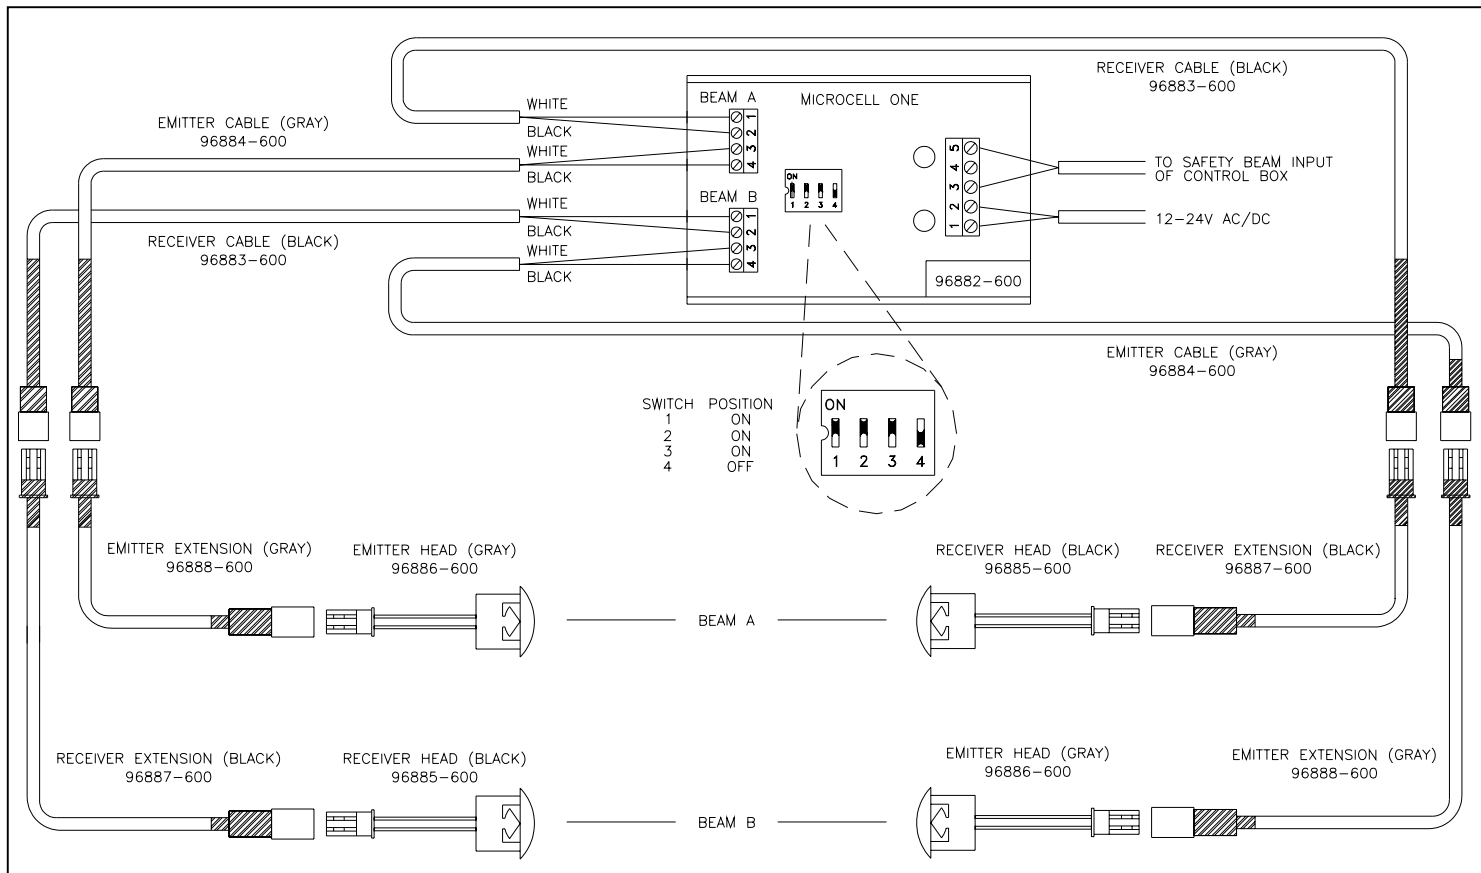 RECEIVER CABLE (BLACK)
96883-600
BEAM A
MICROCELL ONE
WHITE
BLACK
WHITE
BLACK
1
2
3
4
EMITTER CABLE (GRAY)
96884-600
5
4
3
2
1
TO SAFETY BEAM INPUT
OF CONTROL BOX
12-24V AC/DC
ON
1 2 3 4
BEAM B
WHITE
BLACK
WHITE
BLACK
1
2
3
4
RECEIVER CABLE (BLACK)
96883-600
96882-600
EMITTER CABLE (GRAY)
96884-600
SWITCH POSITION
1 ON
2 ON
3 ON
4 OFF
ON
1 2 3 4
EMITTER EXTENSION (GRAY)
96888-600
EMITTER HEAD (GRAY)
96886-600
RECEIVER HEAD (BLACK)
96885-600
RECEIVER EXTENSION (BLACK)
96887-600
BEAM A
RECEIVER EXTENSION (BLACK)
96887-600
RECEIVER HEAD (BLACK)
96885-600
EMITTER HEAD (GRAY)
96886-600
EMITTER EXTENSION (GRAY)
96888-600
BEAM B